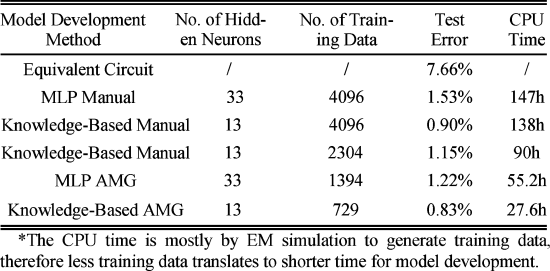 Model Development No. of Hidd- No. of Train- Test CPU
Method en Neurons ing Data Error Time
Equivalent Circuit / / 7.66% /
MLP Manual 33 4096 1.53% 147h
Knowledge-Based Manual 13 4096 0.90% 138h
Knowledge-Based Manual 13 2304 1.15% 90h
MLP AMG 33 1394 1.22% 55.2h
Knowledge-Based AMG 13 729 0.83% 27.6h
*The CPU time is mostly by EM simulation to generate training data,
therefore less training data translates to shorter time for model development.